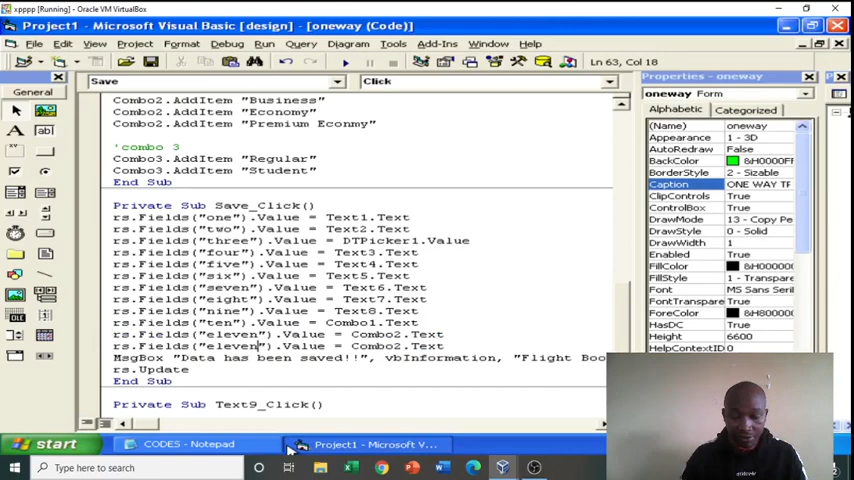 xpppp [Running] - Oracle VM VirtualBox
Project1 - Microsoft Visual Basic [design] - [oneway (Code)]
File Edit View Project Format Debug Run Query Diagram Tools Add-Ins Window Help
Ln 63, Col 18
General
Save
Click
Combo2.AddItem "Business"
Combo2.AddItem "Economy"
Combo2.AddItem "Premium Econmy"
'combo 3
Combo3.AddItem "Regular"
Combo3.AddItem "Student"
End Sub
Private Sub Save_Click()
rs.Fields("one").Value = Text1.Text
rs.Fields("two").Value = Text2.Text
rs.Fields("three").Value = DTPicker1.Value
rs.Fields("four").Value = Text3.Text
rs.Fields("five").Value = Text4.Text
rs.Fields("six").Value = Text5.Text
rs.Fields("seven").Value = Text6.Text
rs.Fields("eight").Value = Text7.Text
rs.Fields("nine").Value = Text8.Text
rs.Fields("ten").Value = Combo1.Text
rs.Fields("eleven").Value = Combo2.Text
rs.Fields("eleven").Value = Combo2.Text
MsgBox "Data has been saved!!", vbInformation, "Flight Boo
rs.Update
End Sub
Private Sub Text9_Click()
Properties - oneway
oneway Form
Alphabetic Categorized
(Name) oneway
Appearance 1 - 3D
AutoRedraw False
BackColor &H0000FF
BorderStyle 2 - Sizable
Caption ONE WAY TR
ClipControls True
ControlBox True
DrawMode 13 - Copy Pe
DrawStyle 0 - Solid
DrawWidth 1
Enabled True
FillColor &H000000
FillStyle 1 - Transpare
Font MS Sans Serif
FontTransparen True
ForeColor &H800000
HasDC True
Height 6600
HelpContextID 0
start
CODES - Notepad
Project1 - Microsoft V...
Type here to search